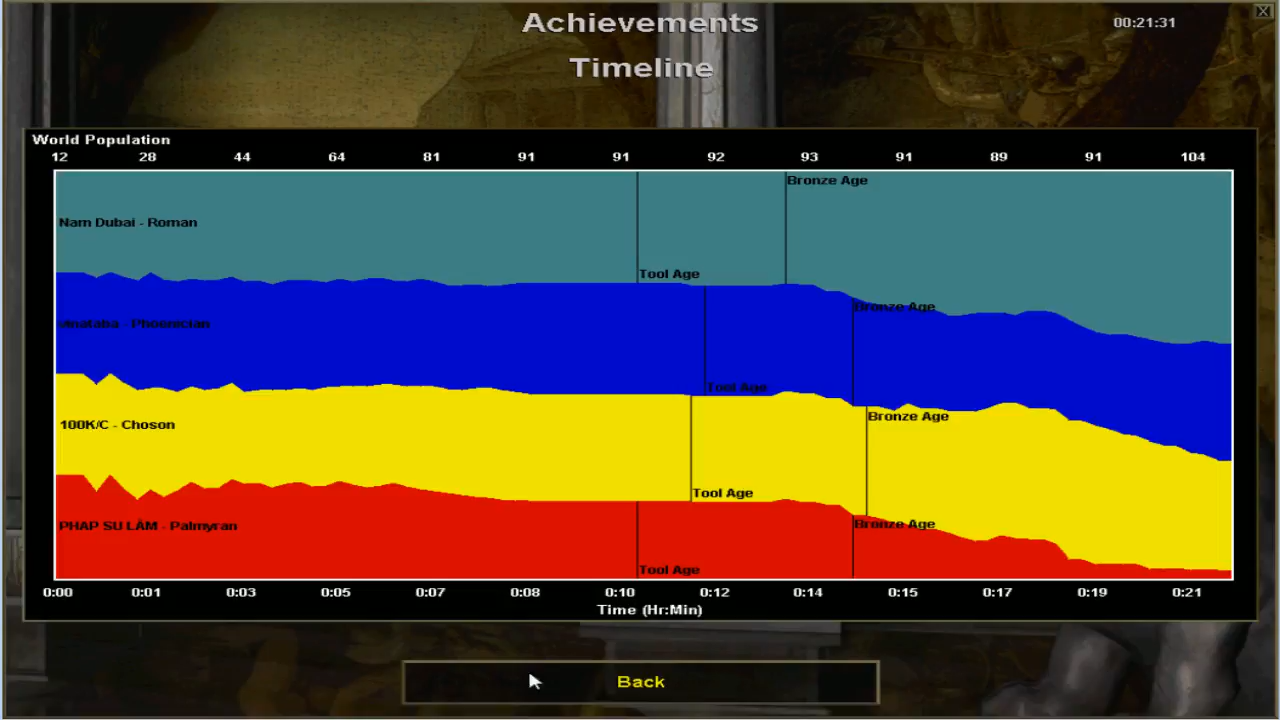 Achievements
00:21:31
Timeline
World Population
12 28 44 64 81 91 91 92 93 91 89 91 104
Bronze Age
Nam Dubai - Roman
Tool Age
Bronze Age
vinataba - Phoenician
Tool Age
Bronze Age
100K/C - Choson
Tool Age
Bronze Age
PHAP SU LÂM - Palmyran
Tool Age
0:00 0:01 0:03 0:05 0:07 0:08 0:10 0:12 0:14 0:15 0:17 0:19 0:21
Time (Hr:Min)
Back